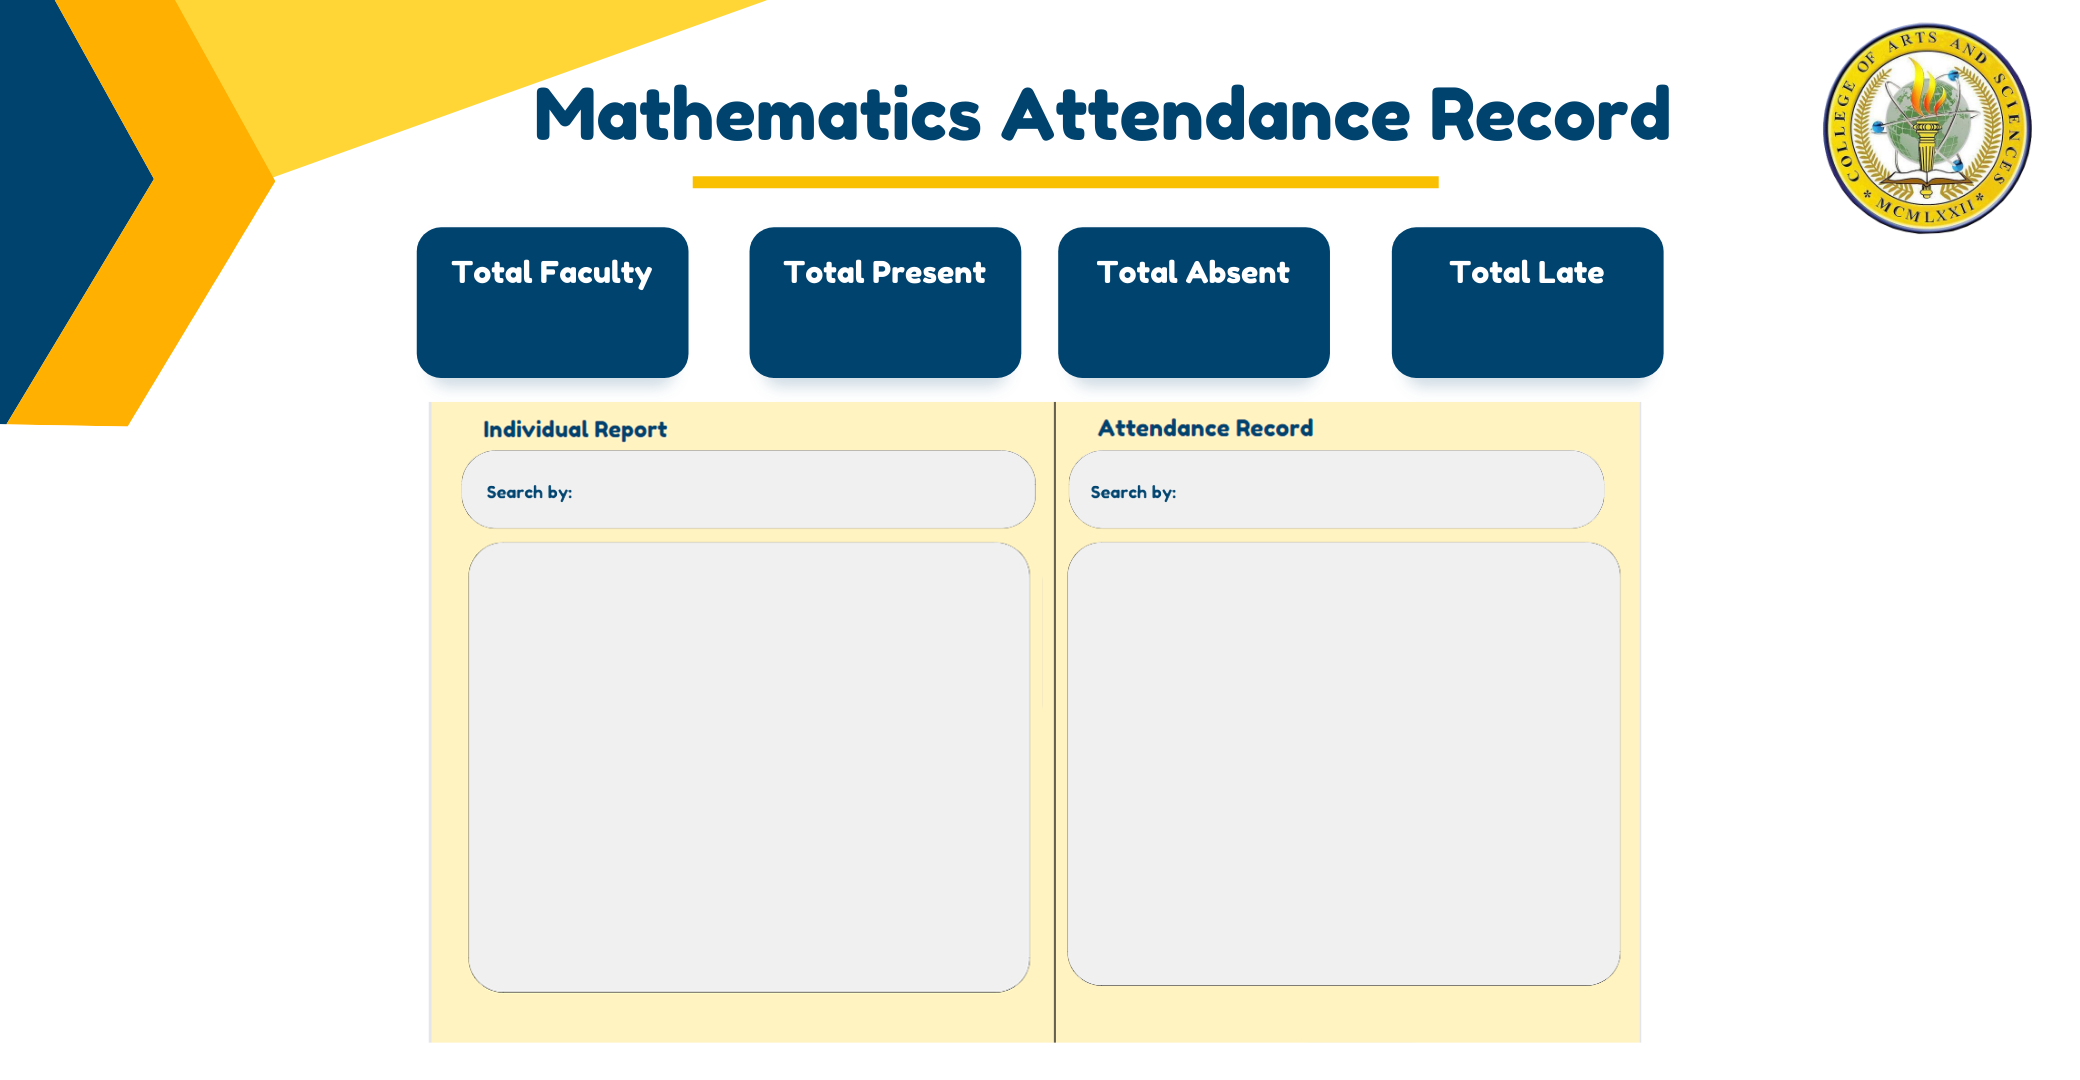 Mathematics Attendance Record
COLLEGE OF ARTS AND SCIENCES
* MCMLXXII *
Total Faculty
Total Present
Total Absent
Total Late
Individual Report
Attendance Record
Search by:
Search by: